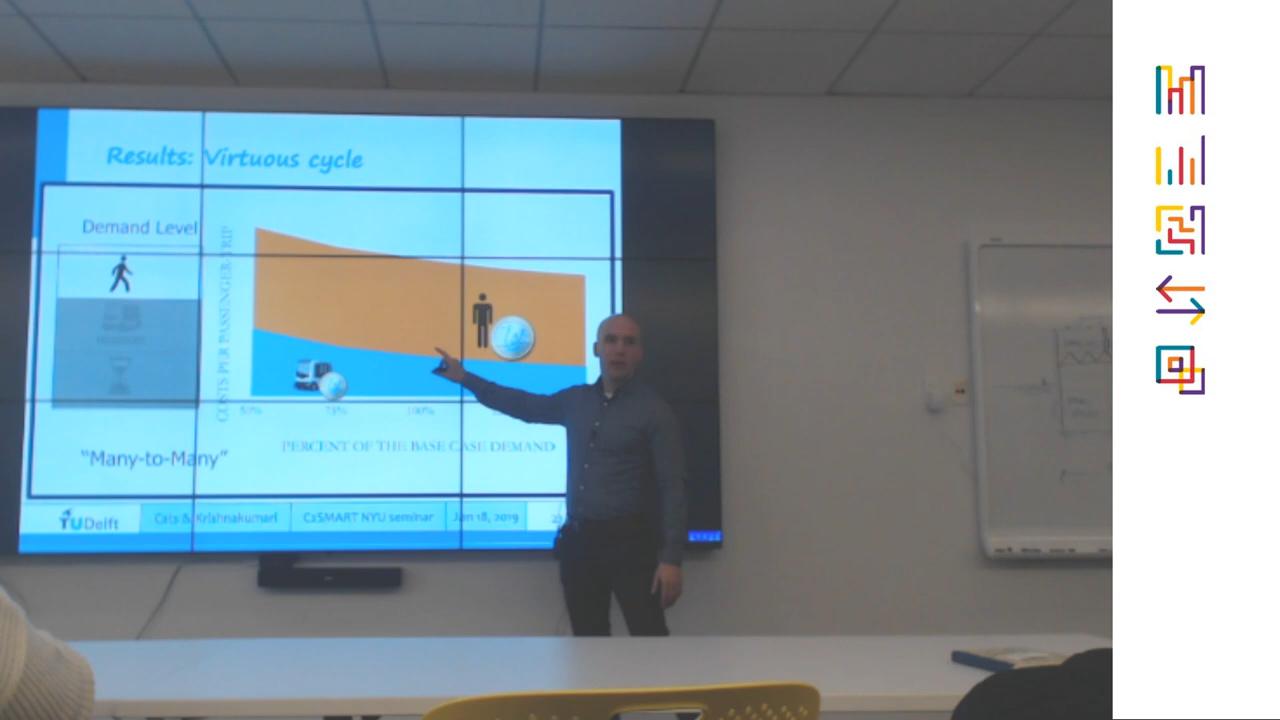 Results: Virtuous cycle
Demand Level
COSTS PER PASSENGER-TRIP
50% 75% 100%
PERCENT OF THE BASE CASE DEMAND
“Many-to-Many”
TUDelft
Cats & Krishnakumari
C2SMART NYU seminar
Jan 18, 2019